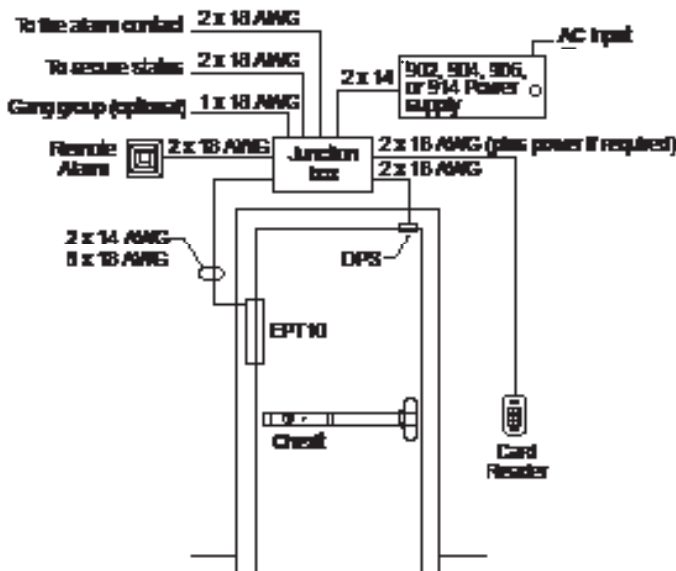 To the alarm contact 2 x 18 AWG
To secure status 2 x 18 AWG
Gang group (optional) 1 x 18 AWG
Remote
Alarm
2 x 18 AWG
Junction
box
2 x 14
902, 904, 906,
or 914 Power
supply
AC Input
2 x 18 AWG (plus power if required)
2 x 18 AWG
2 x 14 AWG
8 x 18 AWG
DPS
EPT10
Chexit
Card
Reader